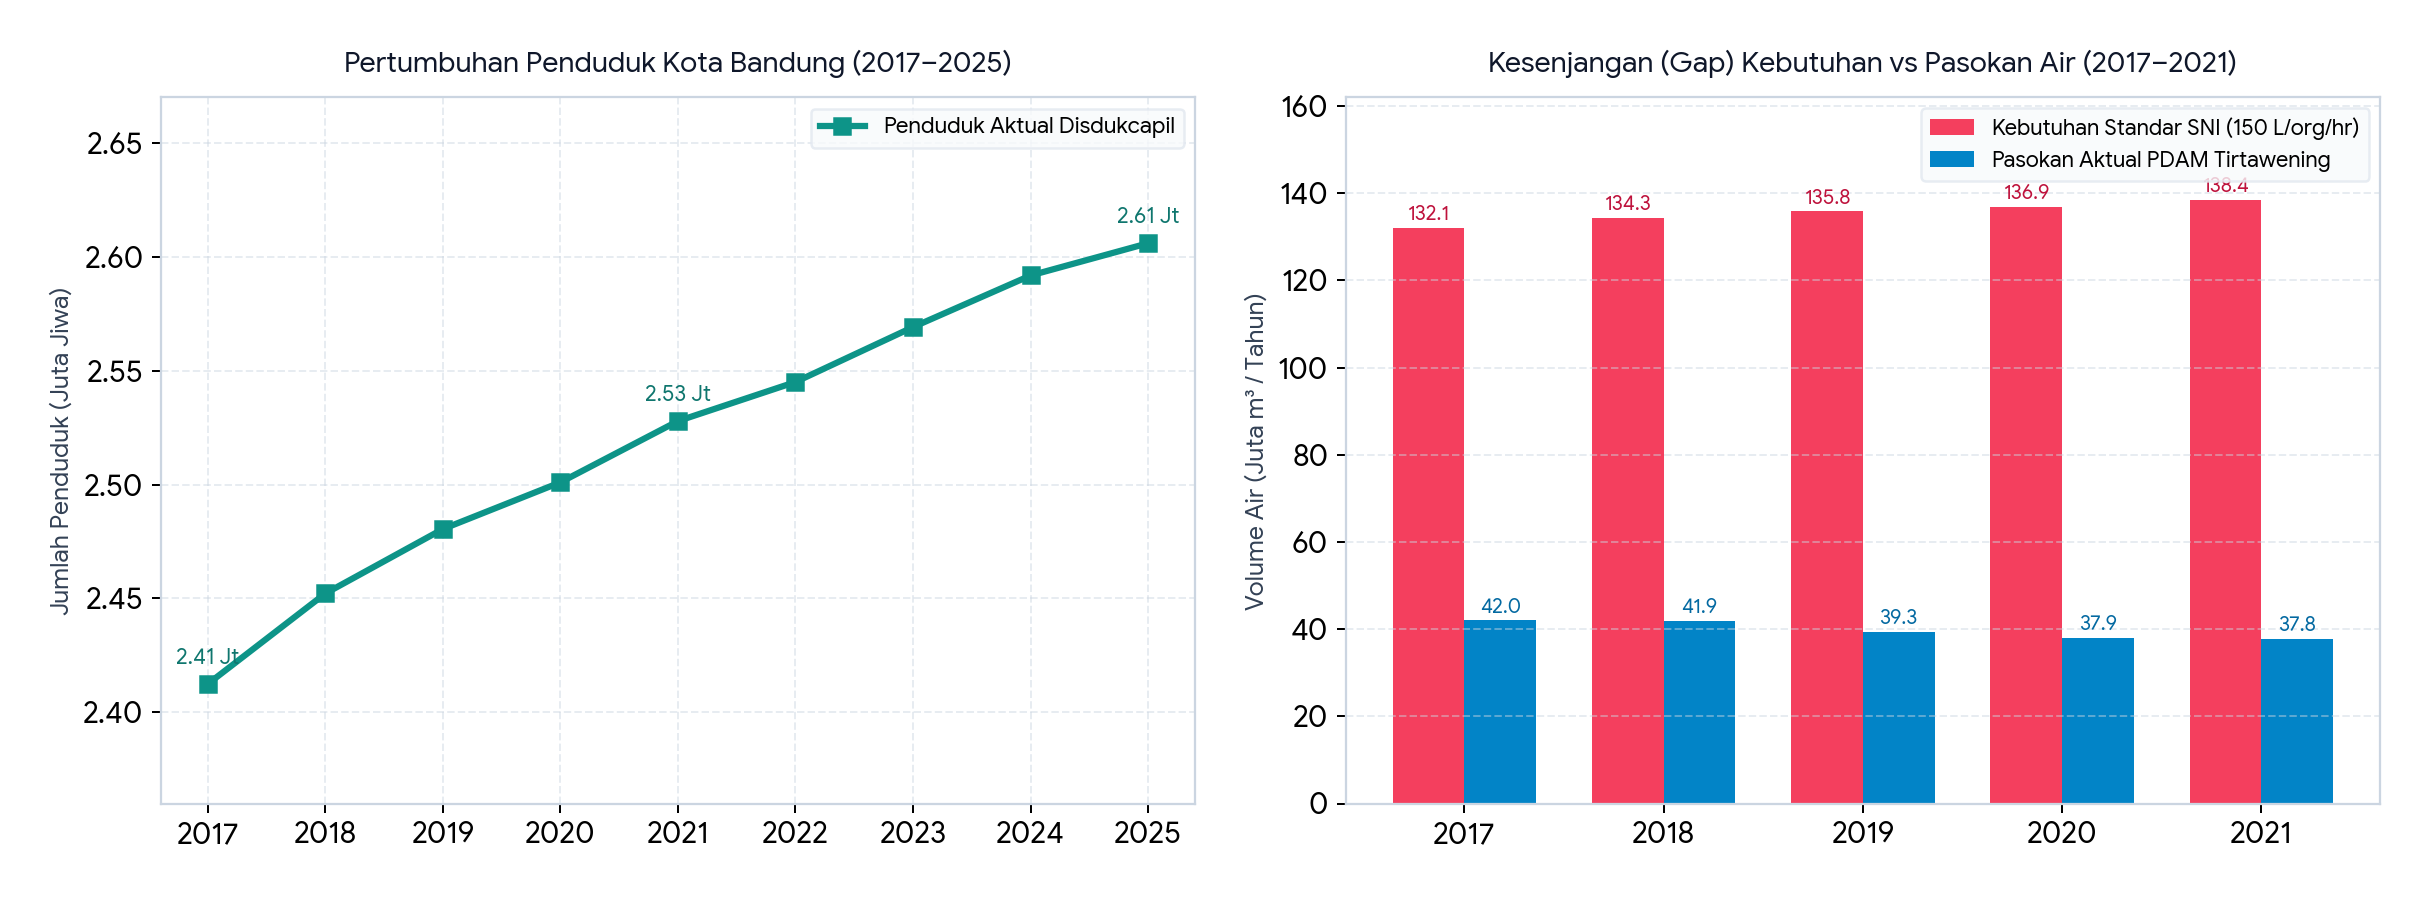 Pertumbuhan Penduduk Kota Bandung (2017–2025)
Penduduk Aktual Disdukcapil
Jumlah Penduduk (Juta Jiwa)
2.65
2.60
2.55
2.50
2.45
2.40
2.41 Jt
2.53 Jt
2.61 Jt
2017 2018 2019 2020 2021 2022 2023 2024 2025
Kesenjangan (Gap) Kebutuhan vs Pasokan Air (2017–2021)
Kebutuhan Standar SNI (150 L/org/hr)
Pasokan Aktual PDAM Tirtawening
Volume Air (Juta m³ / Tahun)
160
140
120
100
80
60
40
20
0
132.1 134.3 135.8 136.9 138.4
42.0 41.9 39.3 37.9 37.8
2017 2018 2019 2020 2021